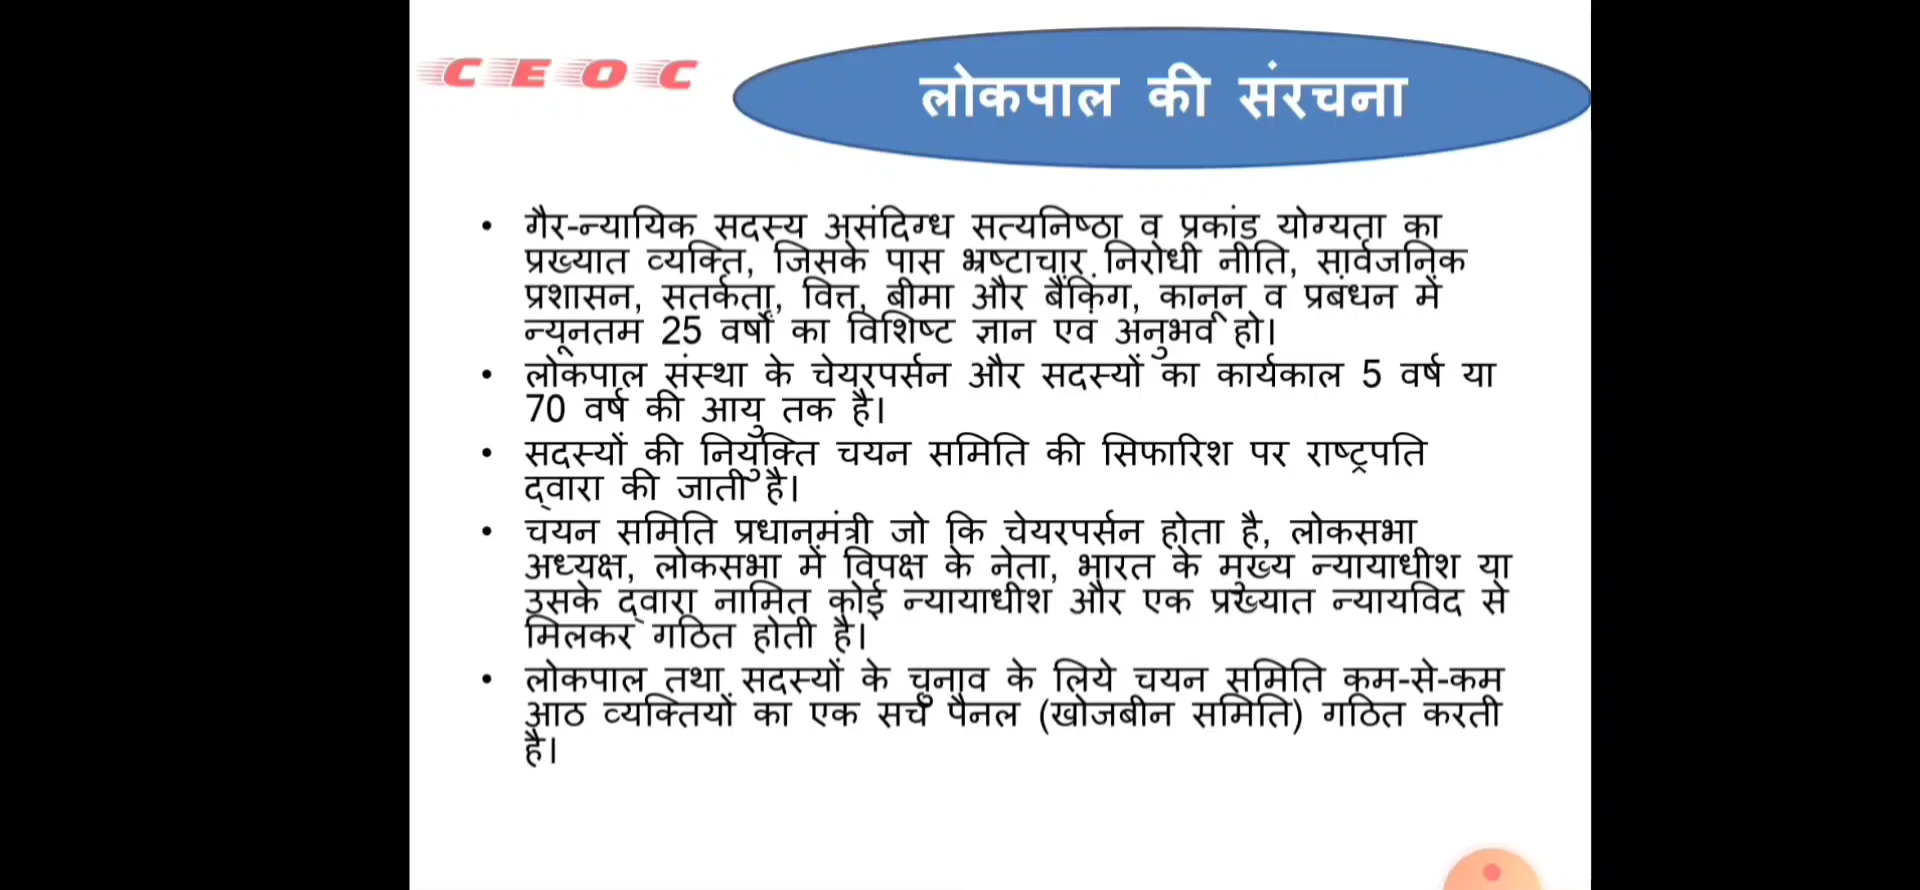 CEOC
लोकपाल की संरचना
• गैर-न्यायिक सदस्य असंदिग्ध सत्यनिष्ठा व प्रकांड योग्यता का
प्रख्यात व्यक्ति, जिसके पास भ्रष्टाचार निरोधी नीति, सार्वजनिक
प्रशासन, सतर्कता, वित्त, बीमा और बैंकिंग, कानून व प्रबंधन में
न्यूनतम 25 वर्षों का विशिष्ट ज्ञान एवं अनुभव हो।
• लोकपाल संस्था के चेयरपर्सन और सदस्यों का कार्यकाल 5 वर्ष या
70 वर्ष की आयु तक है।
• सदस्यों की नियुक्ति चयन समिति की सिफारिश पर राष्ट्रपति
द्वारा की जाती है।
• चयन समिति प्रधानमंत्री जो कि चेयरपर्सन होता है, लोकसभा
अध्यक्ष, लोकसभा में विपक्ष के नेता, भारत के मुख्य न्यायाधीश या
उसके द्वारा नामित कोई न्यायाधीश और एक प्रख्यात न्यायविद से
मिलकर गठित होती है।
• लोकपाल तथा सदस्यों के चुनाव के लिये चयन समिति कम-से-कम
आठ व्यक्तियों का एक सर्च पैनल (खोजबीन समिति) गठित करती
है।